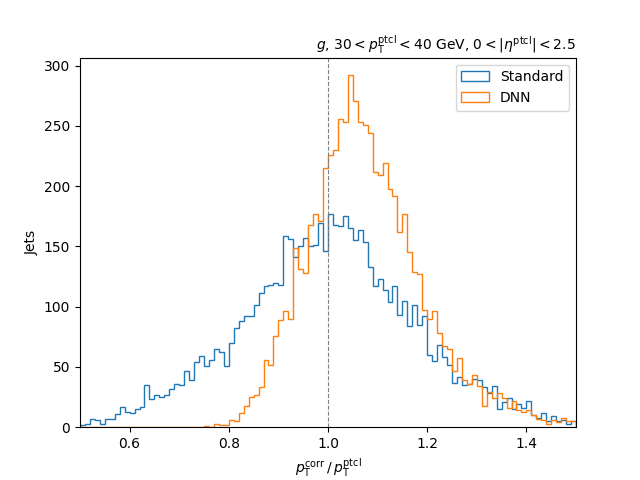 g, 30 < p_T^ptcl < 40 GeV, 0 < |η^ptcl| < 2.5
300
250
200
150
100
50
0
Jets
Standard
DNN
0.6 0.8 1.0 1.2 1.4
p_T^corr / p_T^ptcl